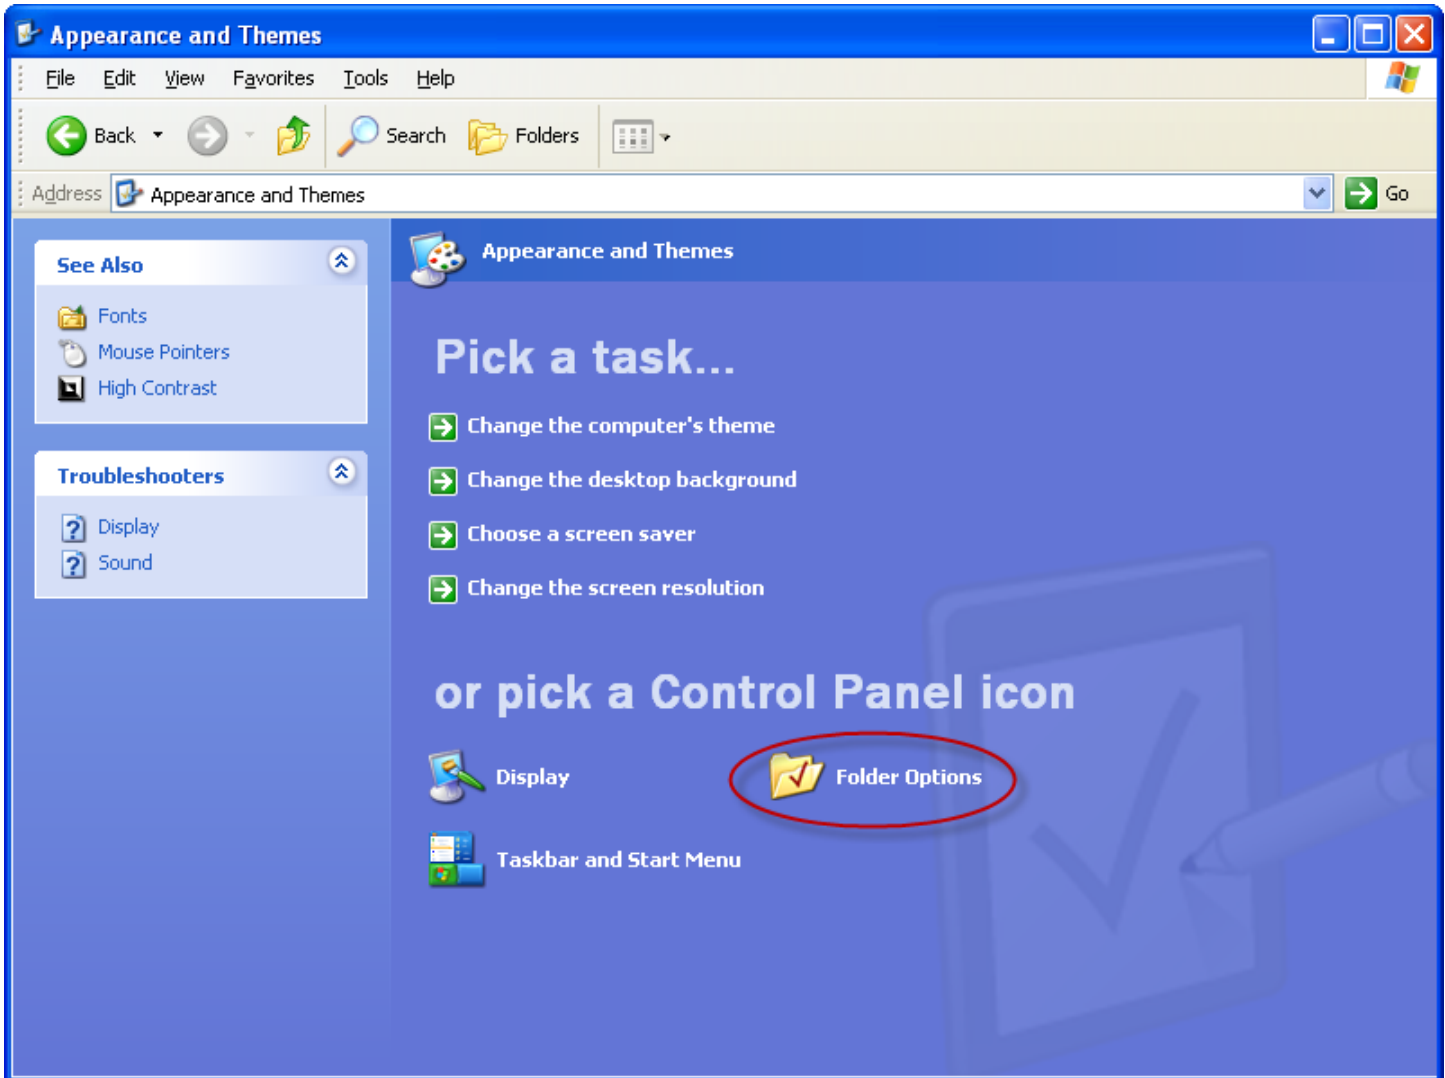 Appearance and Themes
File Edit View Favorites Tools Help
Back Search Folders
Address Appearance and Themes Go
See Also
Fonts
Mouse Pointers
High Contrast
Troubleshooters
Display
Sound
Appearance and Themes
Pick a task...
Change the computer's theme
Change the desktop background
Choose a screen saver
Change the screen resolution
or pick a Control Panel icon
Display Folder Options
Taskbar and Start Menu